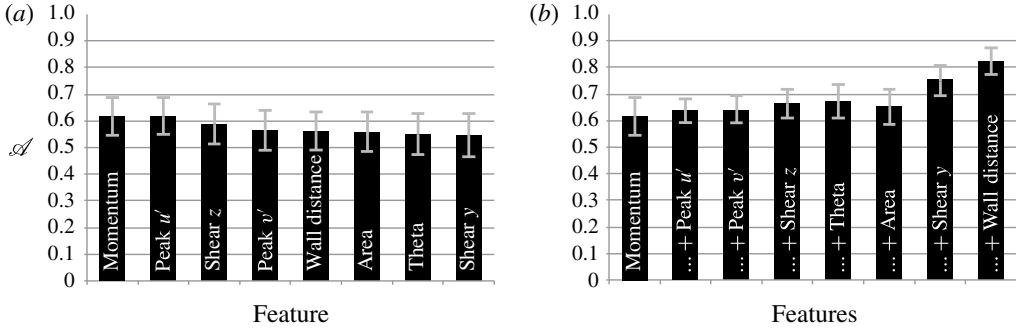 (a)
1.0
0.9
0.8
0.7
0.6
0.5
0.4
0.3
0.2
0.1
0
𝒜
Momentum
Peak u′
Shear z
Peak v′
Wall distance
Area
Theta
Shear y
Feature
(b)
1.0
0.9
0.8
0.7
0.6
0.5
0.4
0.3
0.2
0.1
0
Momentum
... + Peak u′
... + Peak v′
... + Shear z
... + Theta
... + Area
... + Shear y
... + Wall distance
Features